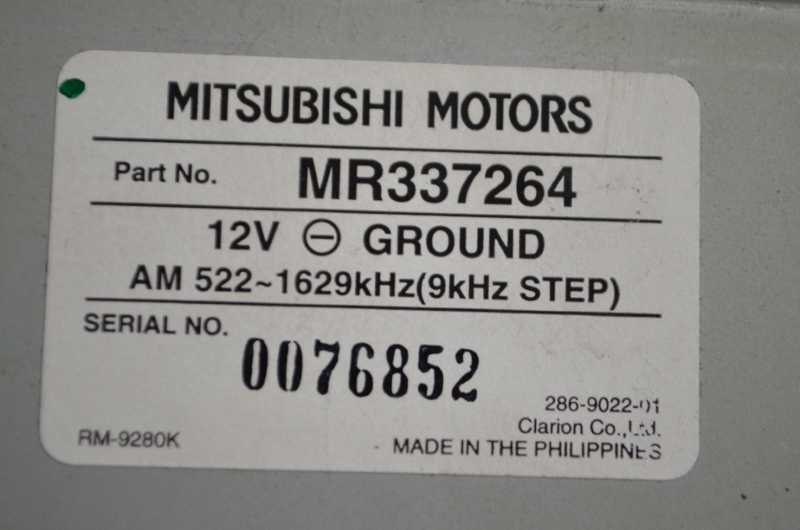 MITSUBISHI MOTORS
Part No. MR337264
12V ⊖ GROUND
AM 522~1629kHz(9kHz STEP)
SERIAL NO. 0076852
286-9022-01
Clarion Co.,Ltd.
RM-9280K
MADE IN THE PHILIPPINES